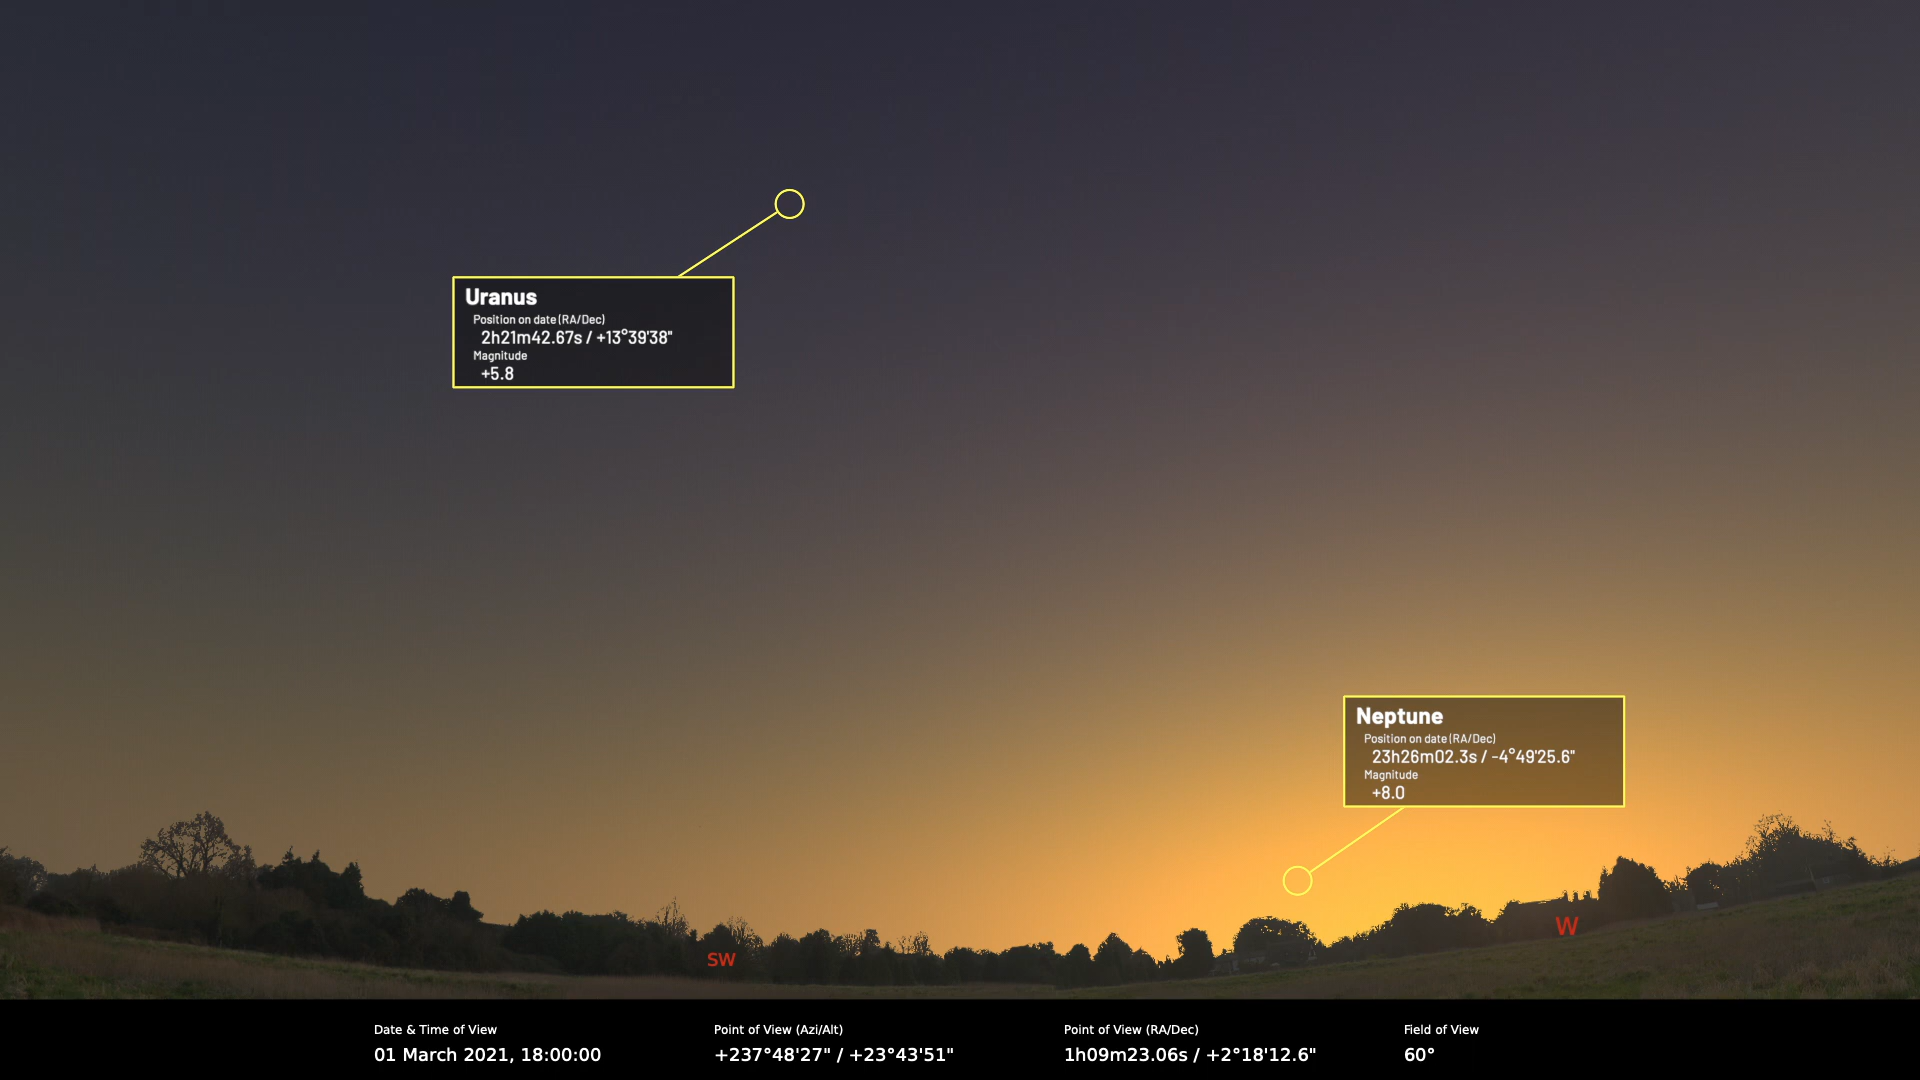 Uranus
Position on date (RA/Dec)
2h21m42.67s / +13°39'38"
Magnitude
+5.8
Neptune
Position on date (RA/Dec)
23h26m02.3s / -4°49'25.6"
Magnitude
+8.0
SW
W
Date & Time of View
01 March 2021, 18:00:00
Point of View (Azi/Alt)
+237°48'27" / +23°43'51"
Point of View (RA/Dec)
1h09m23.06s / +2°18'12.6"
Field of View
60°